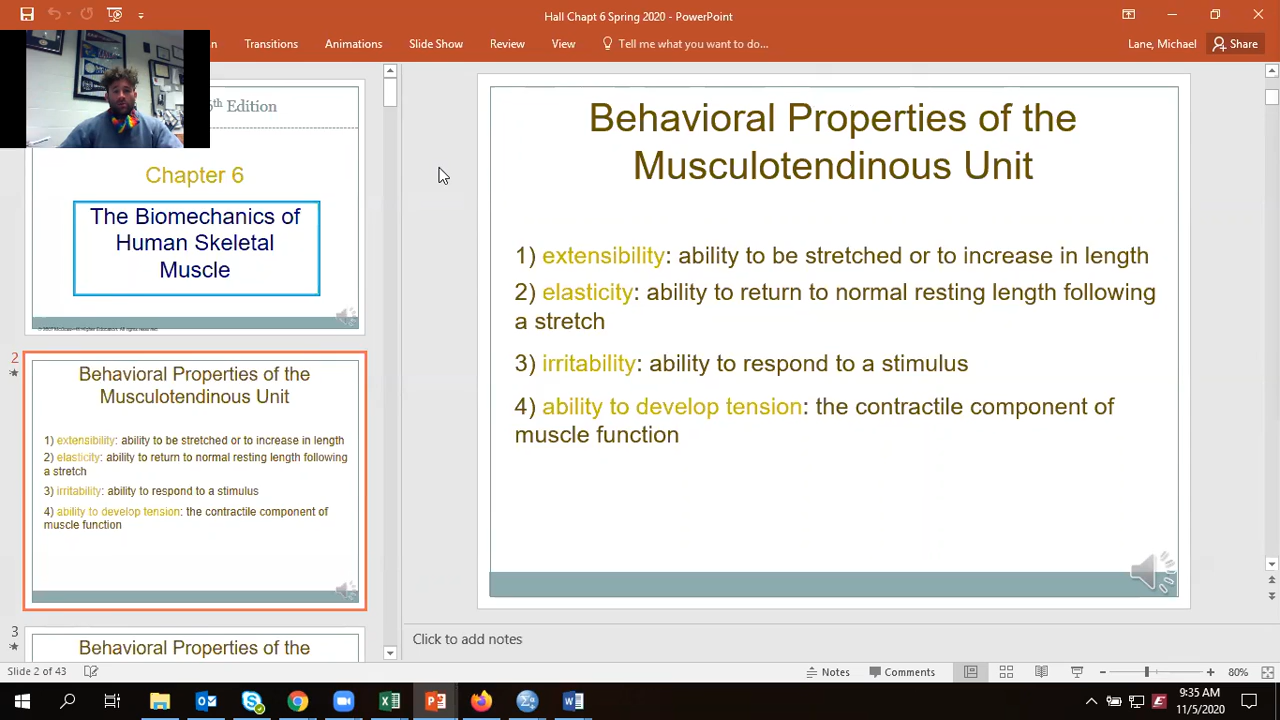 Hall Chapt 6 Spring 2020 - PowerPoint
Transitions Animations Slide Show Review View Tell me what you want to do... Lane, Michael Share
6th Edition
Chapter 6
The Biomechanics of
Human Skeletal
Muscle
2
Behavioral Properties of the
Musculotendinous Unit
1) extensibility: ability to be stretched or to increase in length
2) elasticity: ability to return to normal resting length following
a stretch
3) irritability: ability to respond to a stimulus
4) ability to develop tension: the contractile component of
muscle function
3
Behavioral Properties of the
Behavioral Properties of the
Musculotendinous Unit
1) extensibility: ability to be stretched or to increase in length
2) elasticity: ability to return to normal resting length following
a stretch
3) irritability: ability to respond to a stimulus
4) ability to develop tension: the contractile component of
muscle function
Click to add notes
Slide 2 of 43 Notes Comments 80%
9:35 AM
11/5/2020